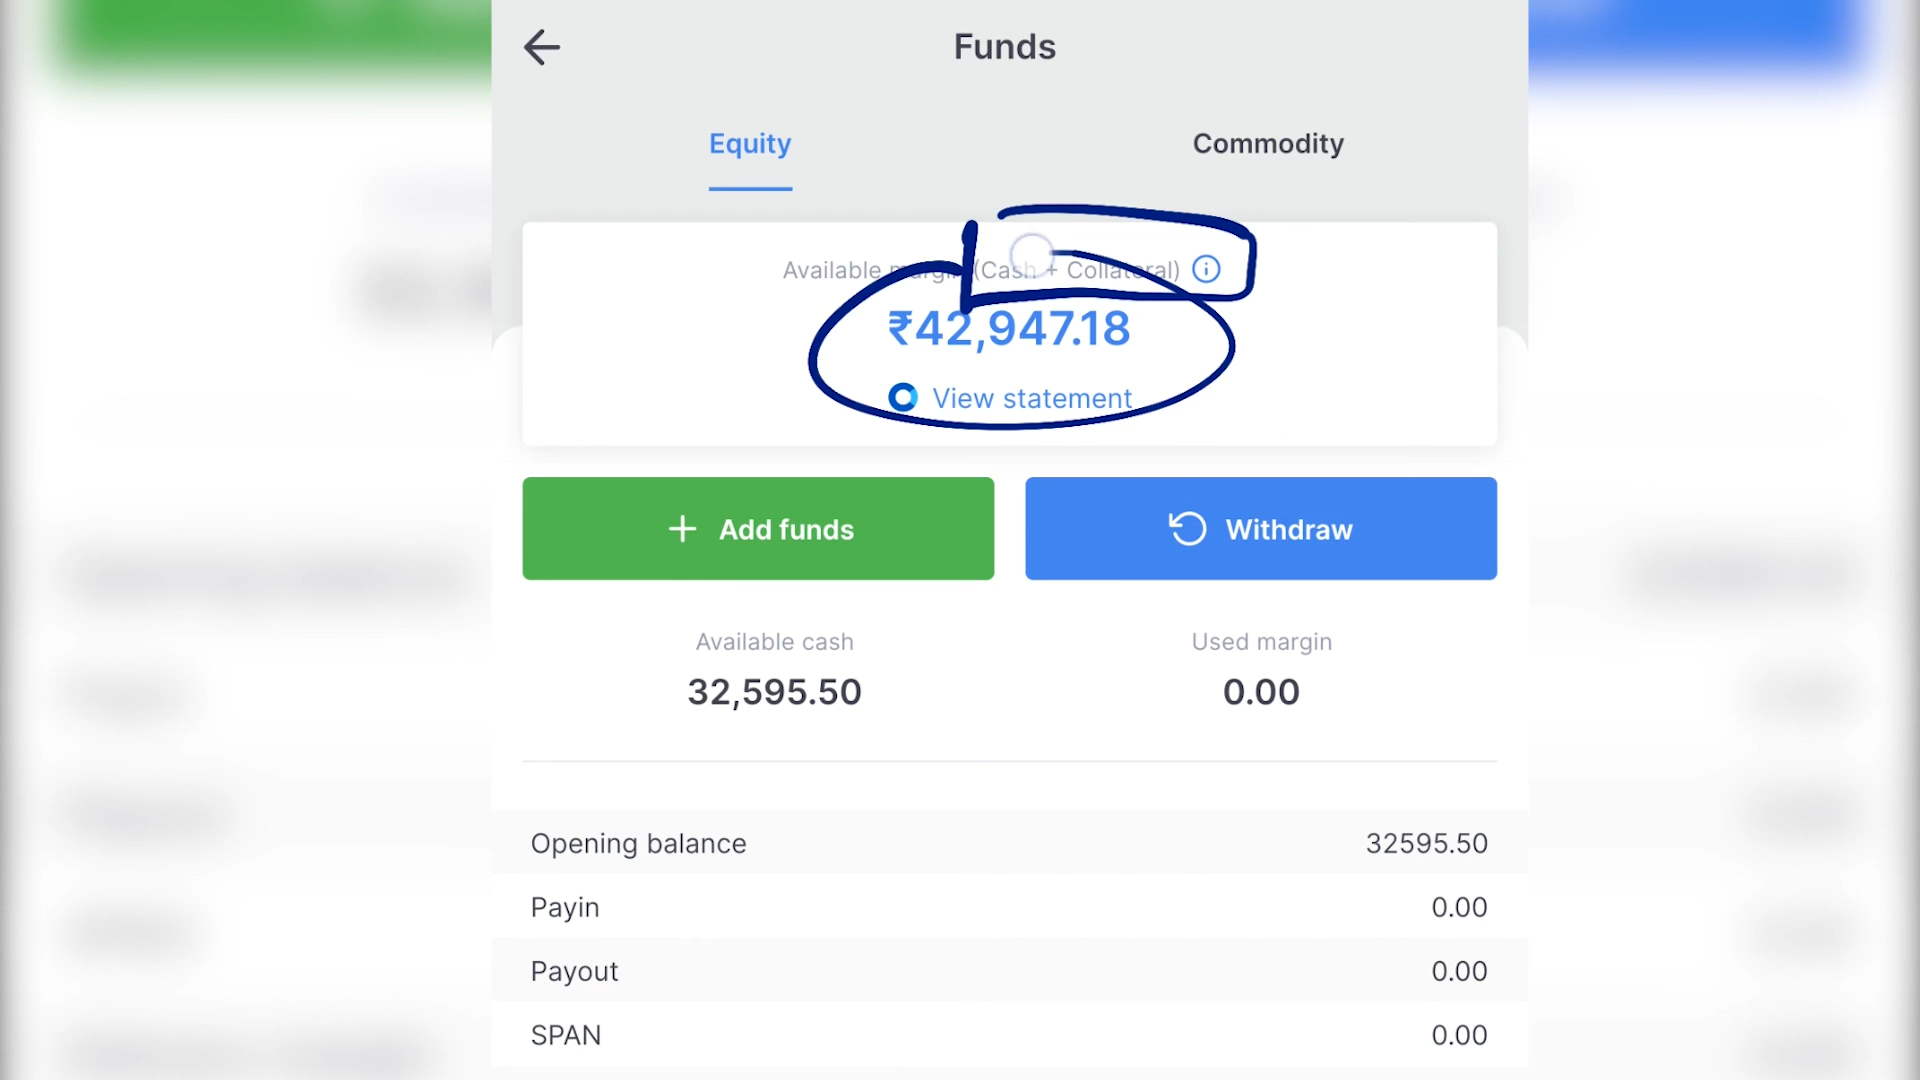 Funds
Equity
Commodity
Available margin (Cash + Collateral)
₹42,947.18
View statement
Add funds
Withdraw
Available cash
Used margin
32,595.50
0.00
Opening balance 32595.50
Payin 0.00
Payout 0.00
SPAN 0.00